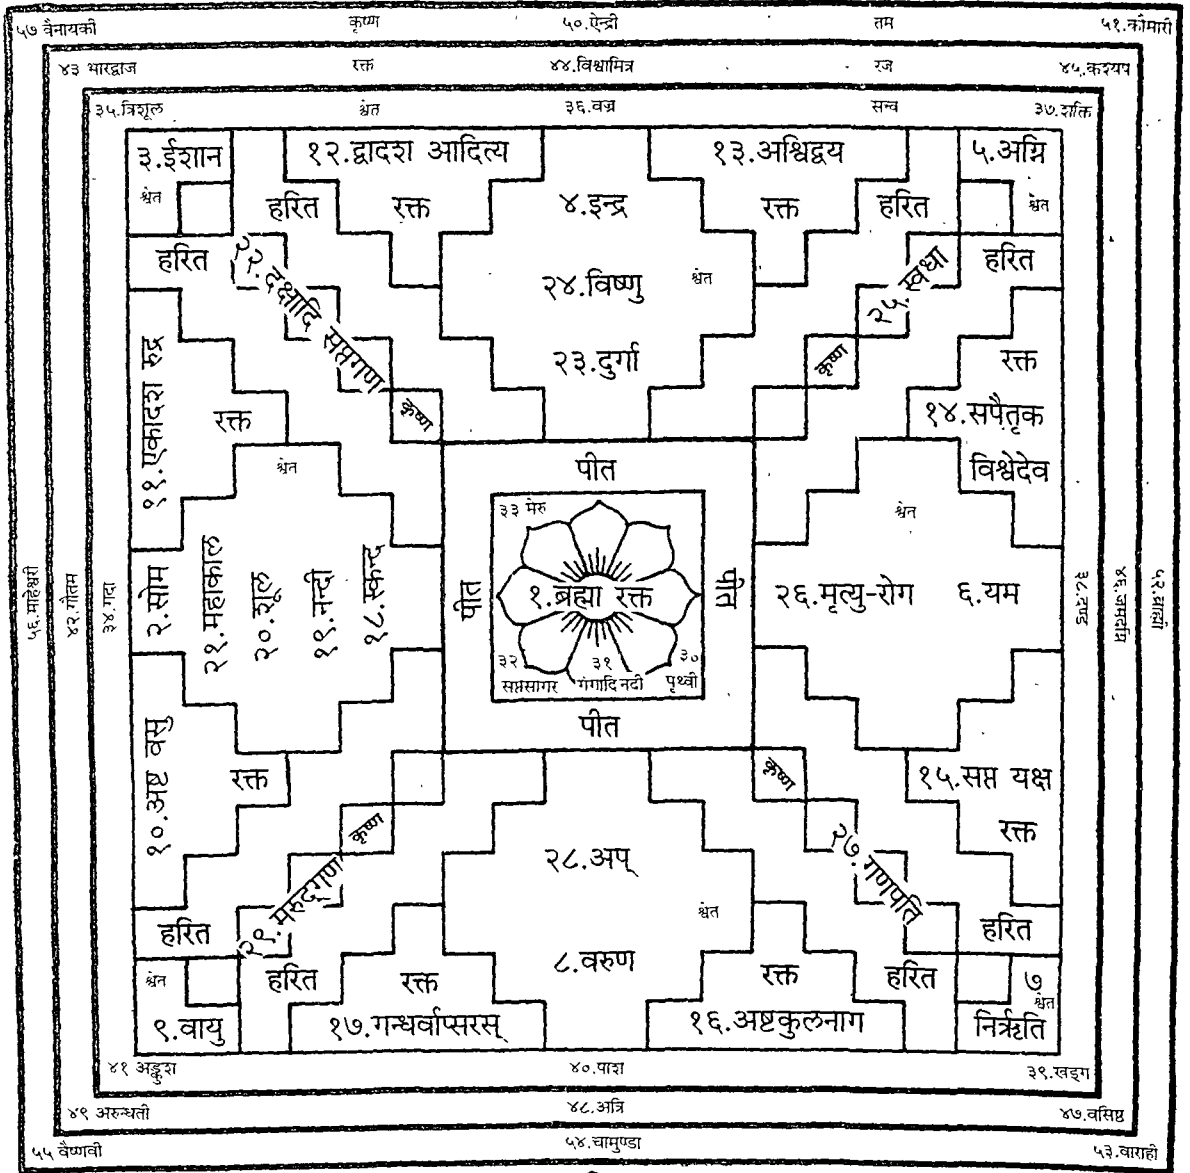 ५७ वैनायकी
कृष्ण
५०.ऐन्द्री
तम
५१.कौमारी
४३ भारद्वाज
रक्त
४४.विश्वामित्र
रज
४५.कश्यप
३५.त्रिशूल
श्वेत
३६.वज्र
सत्व
३७.शक्ति
३.ईशान
१२.द्वादश आदित्य
१३.अश्विद्वय
५.अग्नि
श्वेत
हरित
रक्त
४.इन्द्र
रक्त
हरित
श्वेत
हरित
२२.दक्षादि सप्तगण
२४.विष्णु
श्वेत
२५.स्वधा
हरित
११.एकादश रुद्र
२३.दुर्गा
कृष्ण
रक्त
रक्त
कृष्ण
१४.सपैतृक
विश्वेदेव
श्वेत
पीत
श्वेत
३३ मेरु
५६.माहेश्वरी
४२.गौतम
३४.गदा
२.सोम
२१.महाकाल
२०.शूल
१९.नन्दी
१८.स्कन्द
पीत
१.ब्रह्मा रक्त
पीत
२६.मृत्यु-रोग
६.यम
३८.दण्ड
४६.जमदग्नि
५२.ब्राह्मी
३२
सप्तसागर
३१
गंगादि नदी
३०
पृथ्वी
पीत
१०.अष्ट वसु
रक्त
कृष्ण
१५.सप्त यक्ष
कृष्ण
रक्त
२९.मरुद्गण
२८.अप्
२७.गणपति
श्वेत
हरित
हरित
श्वेत
हरित
रक्त
८.वरुण
रक्त
हरित
७
श्वेत
९.वायु
१७.गन्धर्वाप्सरस्
१६.अष्टकुलनाग
निर्ऋति
४१ अङ्कुश
४०.पाश
३९.खड्ग
४९ अरुन्धती
४८.अत्रि
४७.वसिष्ठ
५५ वैष्णवी
५४.चामुण्डा
५३.वाराही